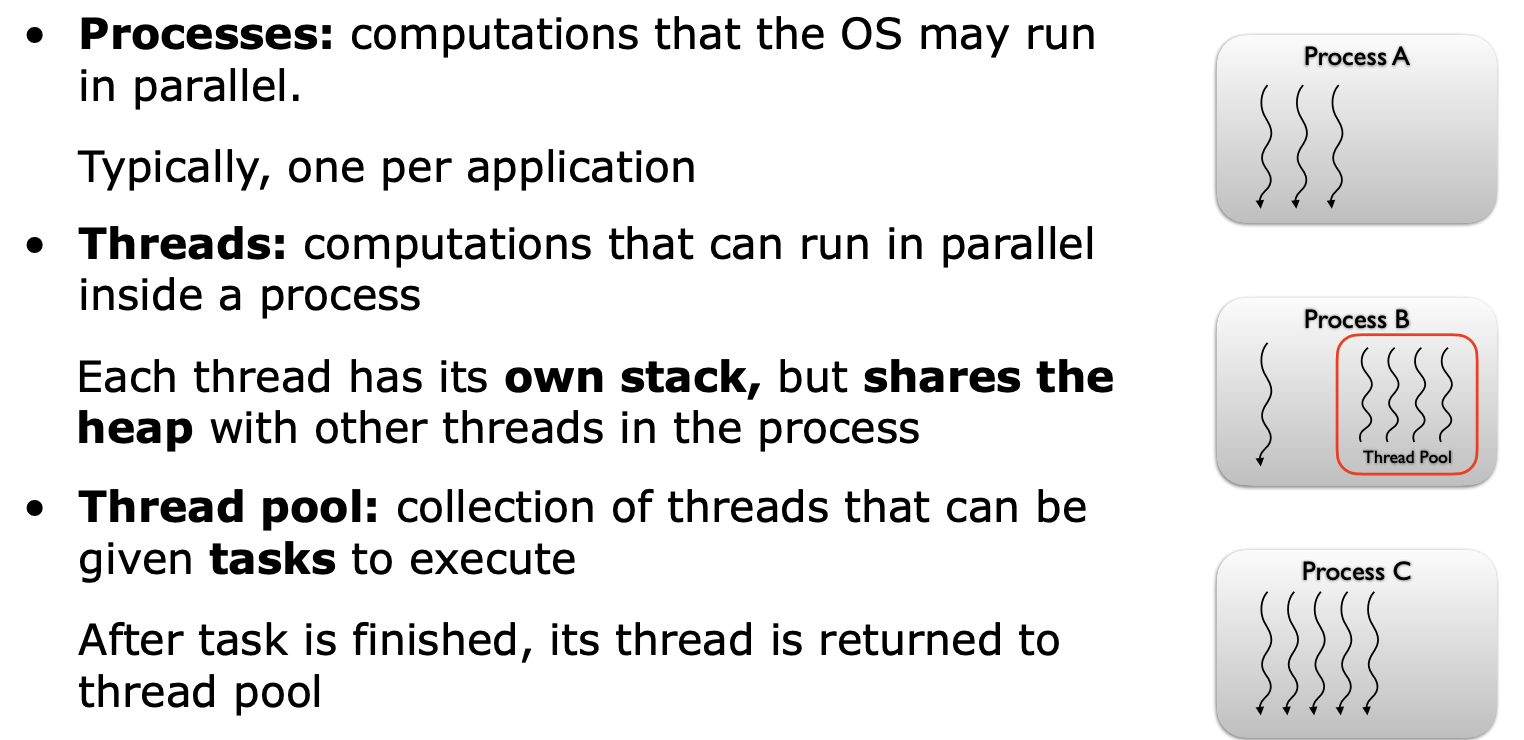 • Processes: computations that the OS may run
in parallel.
Typically, one per application
• Threads: computations that can run in parallel
inside a process
Each thread has its own stack, but shares the
heap with other threads in the process
• Thread pool: collection of threads that can be
given tasks to execute
After task is finished, its thread is returned to
thread pool
Process A
Process B
Thread Pool
Process C